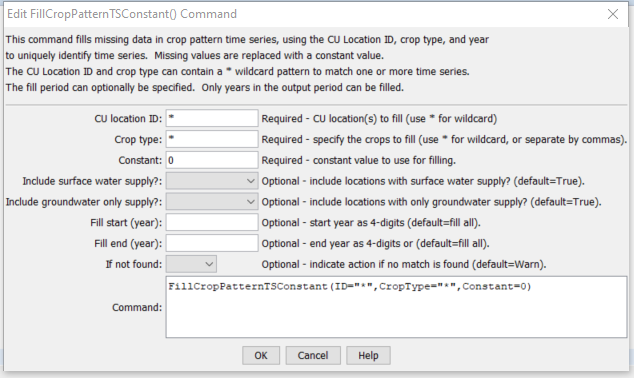 Edit FillCropPatternTSConstant() Command
This command fills missing data in crop pattern time series, using the CU Location ID, crop type, and year
to uniquely identify time series.  Missing values are replaced with a constant value.
The CU Location ID and crop type can contain a * wildcard pattern to match one or more time series.
The fill period can optionally be specified.  Only years in the output period can be filled.
CU location ID: * Required - CU location(s) to fill (use * for wildcard)
Crop type: * Required - specify the crops to fill (use * for wildcard, or separate by commas).
Constant: 0 Required - constant value to use for filling.
Include surface water supply?: Optional - include locations with surface water supply? (default=True).
Include groundwater only supply?: Optional - include locations with only groundwater supply? (default=True).
Fill start (year): Optional - start year as 4-digits (default=fill all).
Fill end (year): Optional - end year as 4-digits or (default=fill all).
If not found: Optional - indicate action if no match is found (default=Warn).
Command: FillCropPatternTSConstant(ID="*",CropType="*",Constant=0)
OK Cancel Help